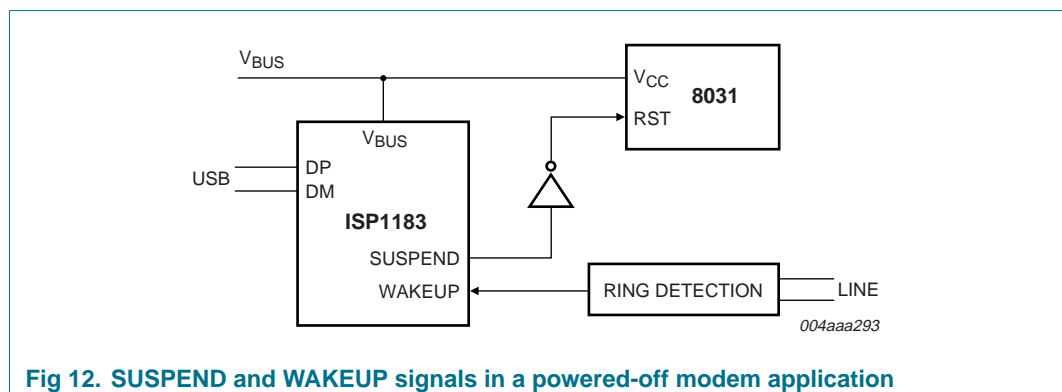 VBUS
VCC
8031
RST
VBUS
USB
DP
DM
ISP1183
SUSPEND
WAKEUP
RING DETECTION
LINE
004aaa293
Fig 12. SUSPEND and WAKEUP signals in a powered-off modem application